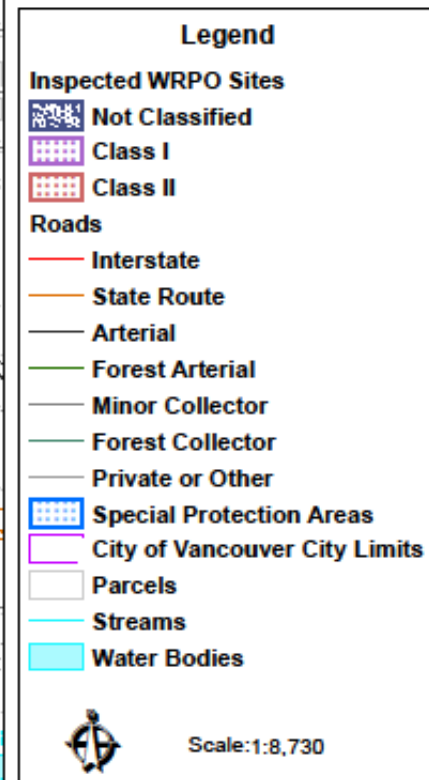 Legend
Inspected WRPO Sites
Not Classified
Class I
Class II
Roads
Interstate
State Route
Arterial
Forest Arterial
Minor Collector
Forest Collector
Private or Other
Special Protection Areas
City of Vancouver City Limits
Parcels
Streams
Water Bodies
Scale:1:8,730